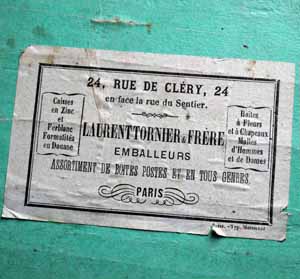 24, RUE DE CLÉRY, 24
en face la rue du Sentier.
Caisses
en Zinc
et
Ferblanc
Formalités
en Douane
LAURENT TORNIER & FRÈRE
EMBALLEURS
ASSORTIMENT DE BOITES POSTES ET EN TOUS GENRES.
PARIS
Boites
à Fleurs
et à Chapeaux
Malles
d'Hommes
et de Dames
Typ.